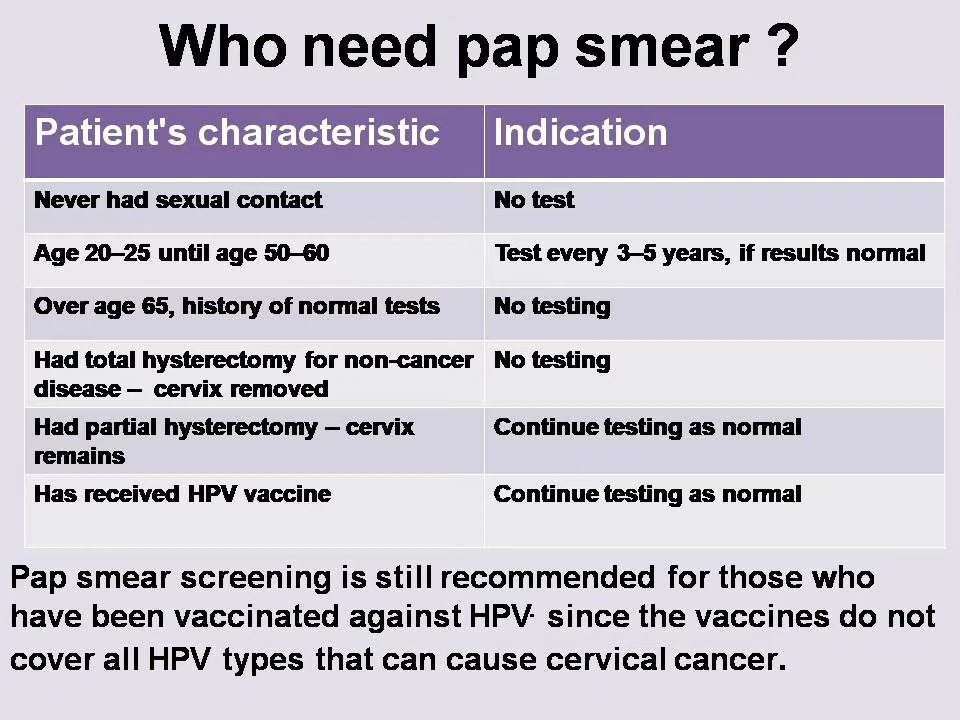 Who need pap smear ?
Patient's characteristic Indication
Never had sexual contact No test
Age 20–25 until age 50–60 Test every 3–5 years, if results normal
Over age 65, history of normal tests No testing
Had total hysterectomy for non-cancer No testing
disease – cervix removed
Had partial hysterectomy – cervix Continue testing as normal
remains
Has received HPV vaccine Continue testing as normal
Pap smear screening is still recommended for those who
have been vaccinated against HPV· since the vaccines do not
cover all HPV types that can cause cervical cancer.